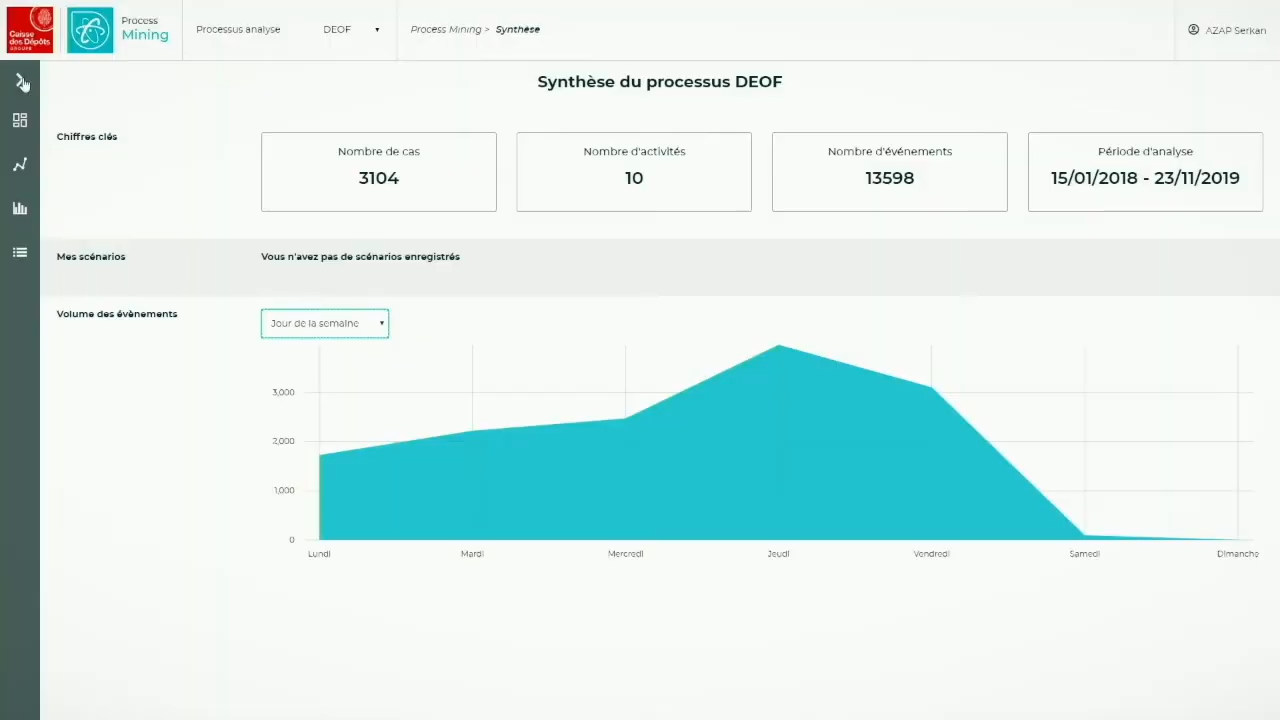 Caisse
des Dépôts
GROUPE
Process
Mining
Processus analyse
DEOF
Process Mining > Synthèse
AZAP Serkan
Synthèse du processus DEOF
Chiffres clés
Nombre de cas
3104
Nombre d'activités
10
Nombre d'événements
13598
Période d'analyse
15/01/2018 - 23/11/2019
Mes scénarios
Vous n'avez pas de scénarios enregistrés
Volume des évènements
Jour de la semaine
3,000
2,000
1,000
0
Lundi
Mardi
Mercredi
Jeudi
Vendredi
Samedi
Dimanche